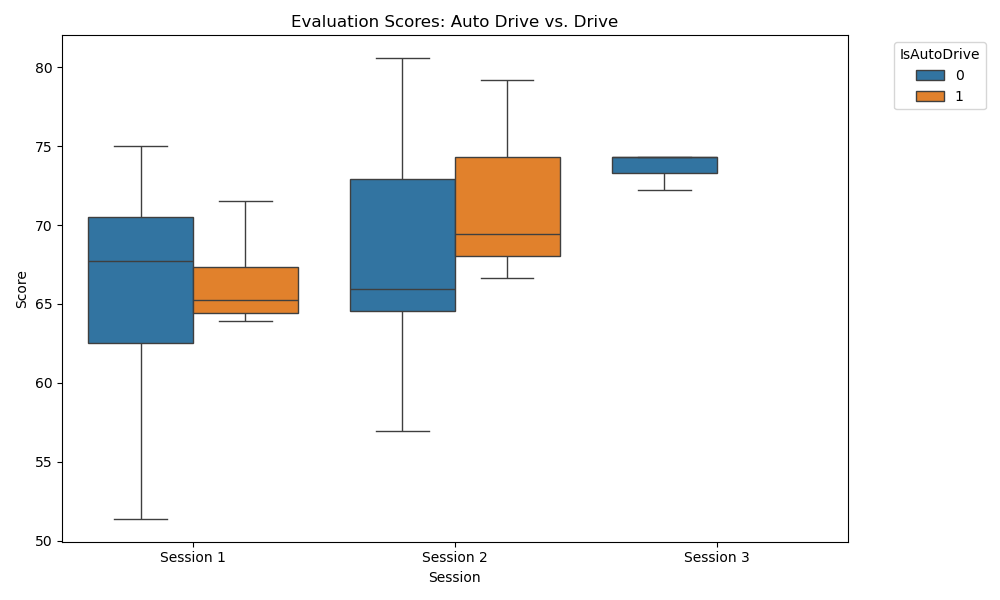 Evaluation Scores: Auto Drive vs. Drive
IsAutoDrive
0
1
Score
80
75
70
65
60
55
50
Session 1
Session 2
Session 3
Session